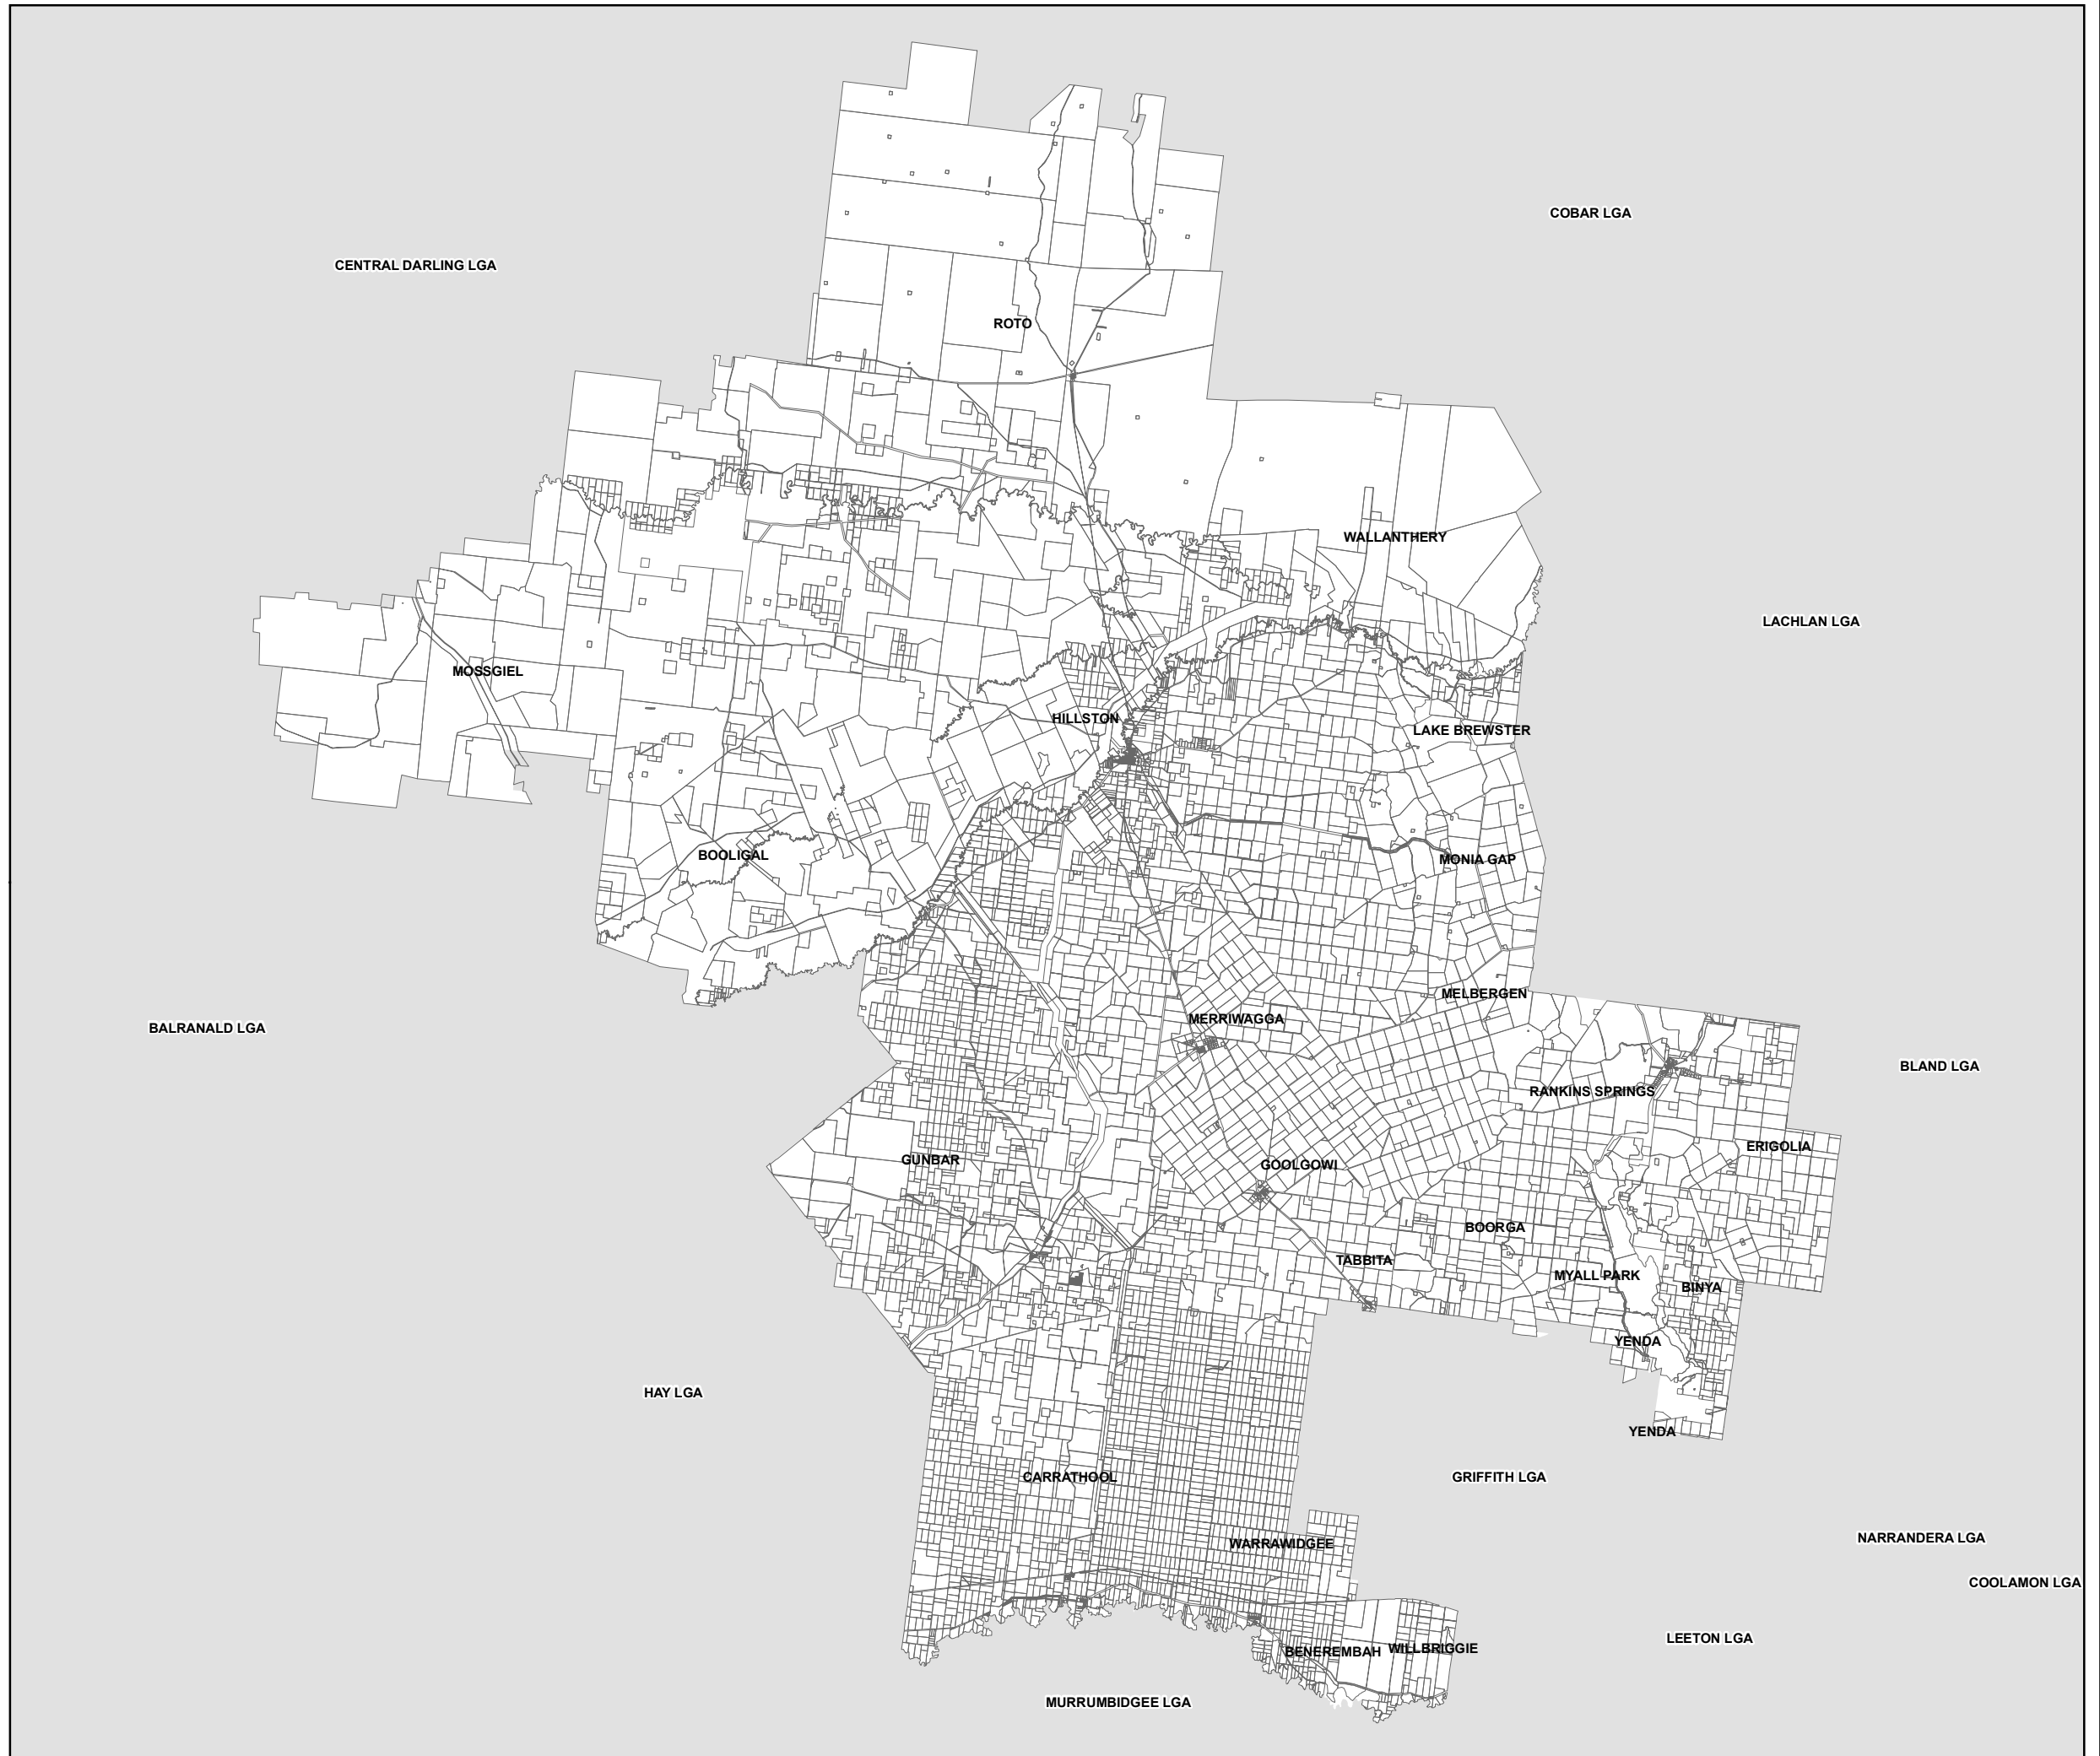 COBAR LGA
CENTRAL DARLING LGA
ROTO
WALLANTHERY
LACHLAN LGA
MOSSGIEL
HILLSTON
LAKE BREWSTER
BOOLIGAL
MONIA GAP
MELBERGEN
MERRIWAGGA
BALRANALD LGA
BLAND LGA
RANKINS SPRINGS
ERIGOLIA
GUNBAR
GOOLGOWI
BOORGA
TABBITA
MYALL PARK
BINYA
YENDA
HAY LGA
YENDA
CARRATHOOL
GRIFFITH LGA
NARRANDERA LGA
WARRAWIDGEE
COOLAMON LGA
LEETON LGA
BENEREMBAH
WILLBRIGGIE
MURRUMBIDGEE LGA